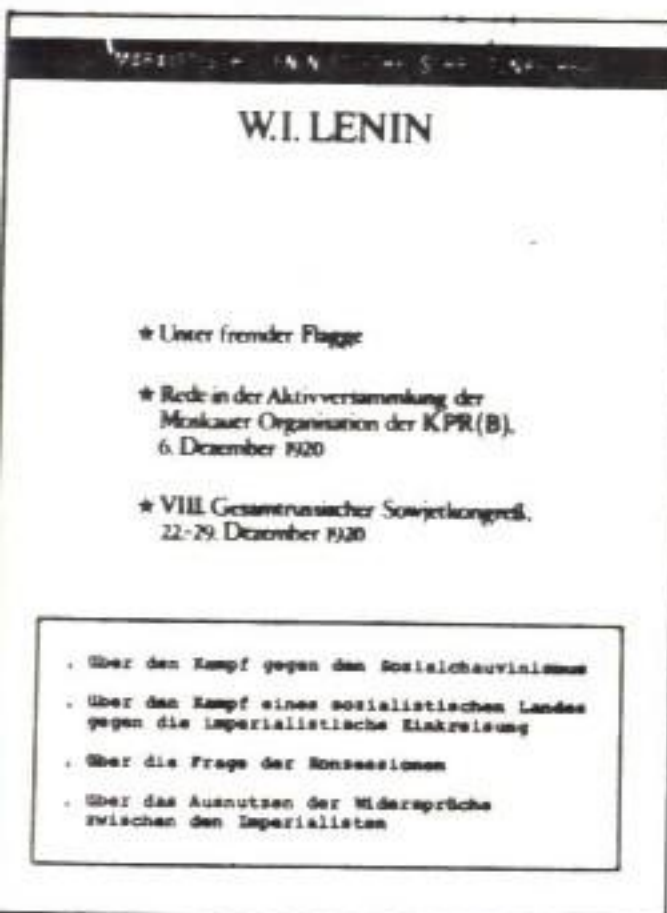 W.I. LENIN
★ Unter fremder Flagge
★ Rede in der Aktivversammlung der
Moskauer Organisation der KPR(B),
6. Dezember 1920
★ VIII. Gesamtrussischer Sowjetkongreß,
22.-29. Dezember 1920
. Über den Kampf gegen den Sozialchauvinismus
. Über den Kampf eines sozialistischen Landes
gegen die imperialistische Einkreisung
. Über die Frage der Konzessionen
. Über das Ausnutzen der Widersprüche
zwischen den Imperialisten